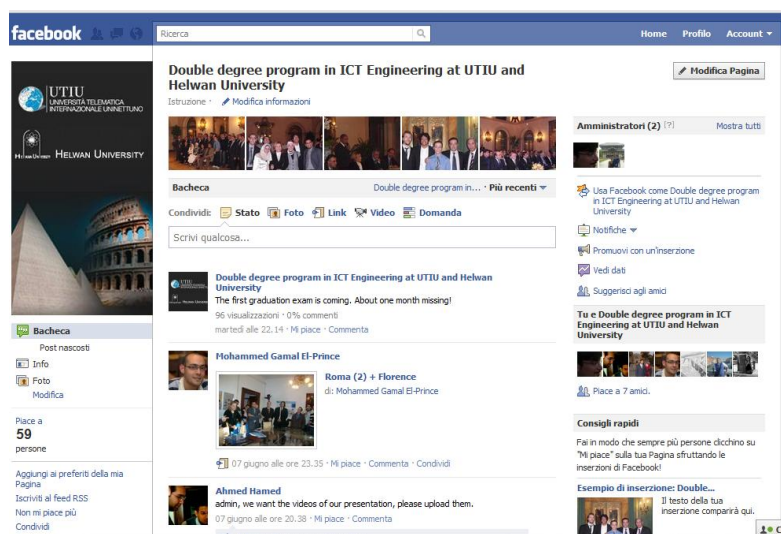 facebook
Ricerca
Home Profilo Account
UTIU
UNIVERSITÀ TELEMATICA
INTERNAZIONALE UNINETTUNO
HELWAN UNIVERSITY
Bacheca
Post nascosti
Info
Foto
Modifica
Piace a
59
persone
Aggiungi ai preferiti della mia
Pagina
Iscriviti al feed RSS
Non mi piace più
Condividi
Double degree program in ICT Engineering at UTIU and
Helwan University
Istruzione · Modifica informazioni
Bacheca Double degree program in... · Più recenti
Condividi: Stato Foto Link Video Domanda
Scrivi qualcosa...
Double degree program in ICT Engineering at UTIU and Helwan
University
The first graduation exam is coming. About one month missing!
96 visualizzazioni · 0% commenti
martedì alle 22.14 · Mi piace · Commenta
Mohammed Gamal El-Prince
Roma (2) + Florence
di: Mohammed Gamal El-Prince
07 giugno alle ore 23.35 · Mi piace · Commenta · Condividi
Ahmed Hamed
admin, we want the videos of our presentation, please upload them.
07 giugno alle ore 20.38 · Mi piace · Commenta
Modifica Pagina
Amministratori (2) [?] Mostra tutti
Usa Facebook come Double degree program
in ICT Engineering at UTIU and Helwan
University
Notifiche
Promuovi con un'inserzione
Vedi dati
Suggerisci agli amici
Tu e Double degree program in ICT
Engineering at UTIU and Helwan
University
Piace a 7 amici.
Consigli rapidi
Fai in modo che sempre più persone clicchino su
"Mi piace" sulla tua Pagina sfruttando le
inserzioni di Facebook!
Esempio di inserzione: Double...
Il testo della tua
inserzione comparirà qui.